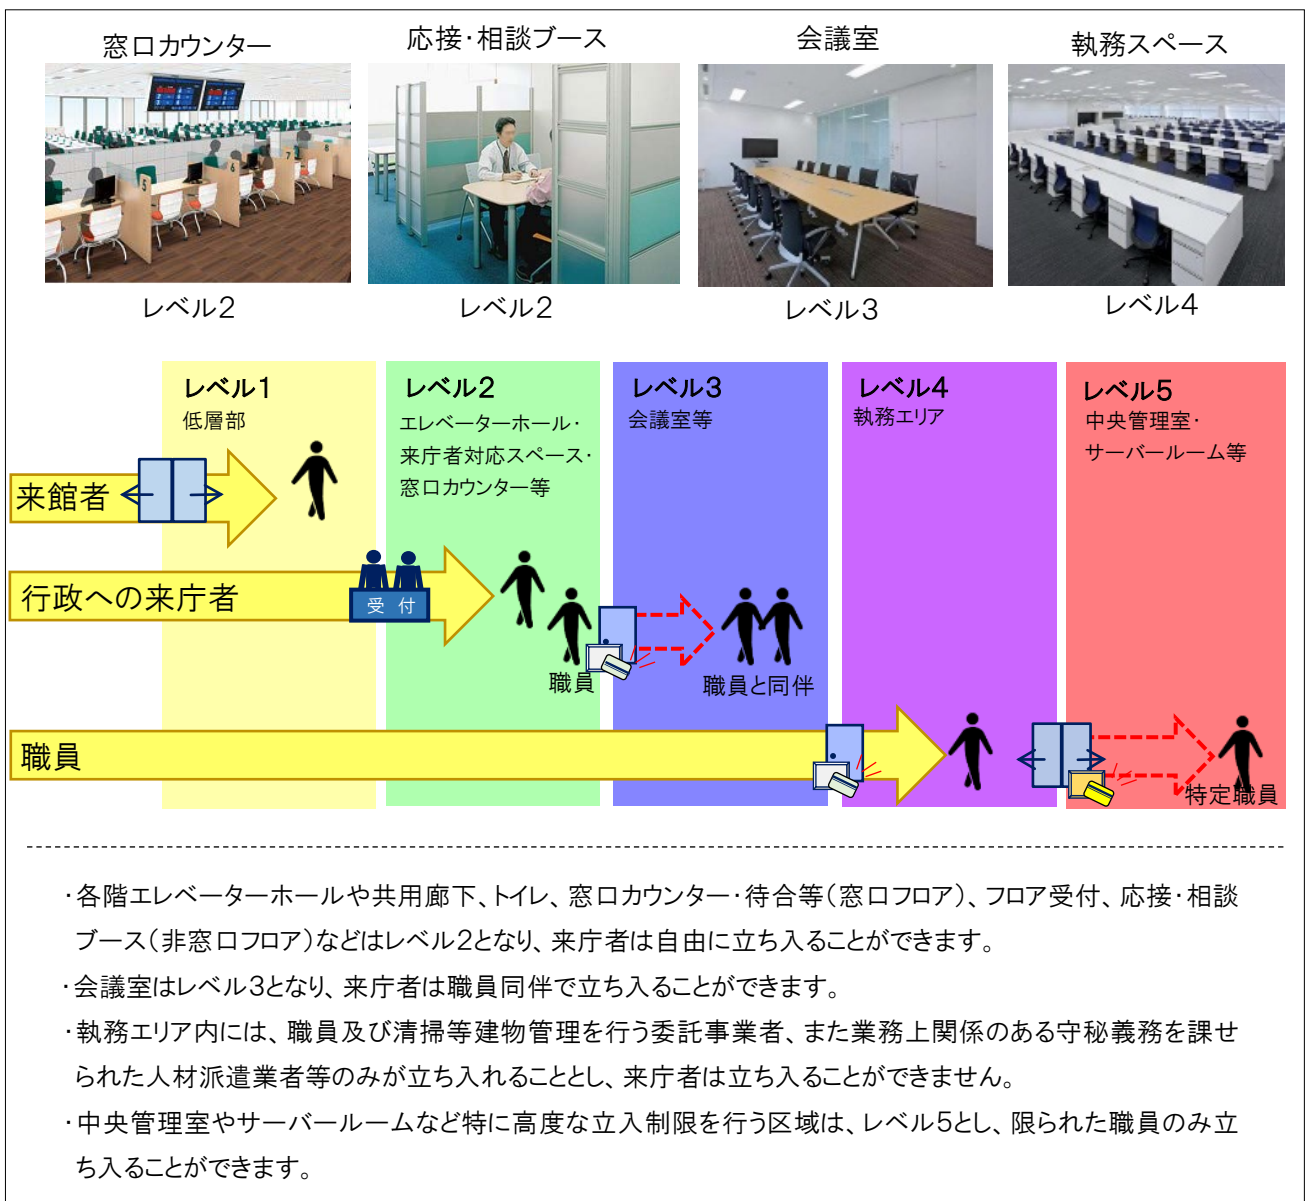 窓口カウンター
応接・相談ブース
会議室
執務スペース
5
6
7
8
レベル2
レベル2
レベル3
レベル4
レベル1
低層部
レベル2
エレベーターホール・
来庁者対応スペース・
窓口カウンター等
レベル3
会議室等
レベル4
執務エリア
レベル5
中央管理室・
サーバールーム等
来館者
行政への来庁者
受 付
職員
職員と同伴
職員
特定職員
・各階エレベーターホールや共用廊下、トイレ、窓口カウンター・待合等(窓口フロア)、フロア受付、応接・相談
ブース(非窓口フロア)などはレベル2となり、来庁者は自由に立ち入ることができます。
・会議室はレベル3となり、来庁者は職員同伴で立ち入ることができます。
・執務エリア内には、職員及び清掃等建物管理を行う委託事業者、また業務上関係のある守秘義務を課せ
られた人材派遣業者等のみが立ち入れることとし、来庁者は立ち入ることができません。
・中央管理室やサーバールームなど特に高度な立入制限を行う区域は、レベル5とし、限られた職員のみ立
ち入ることができます。